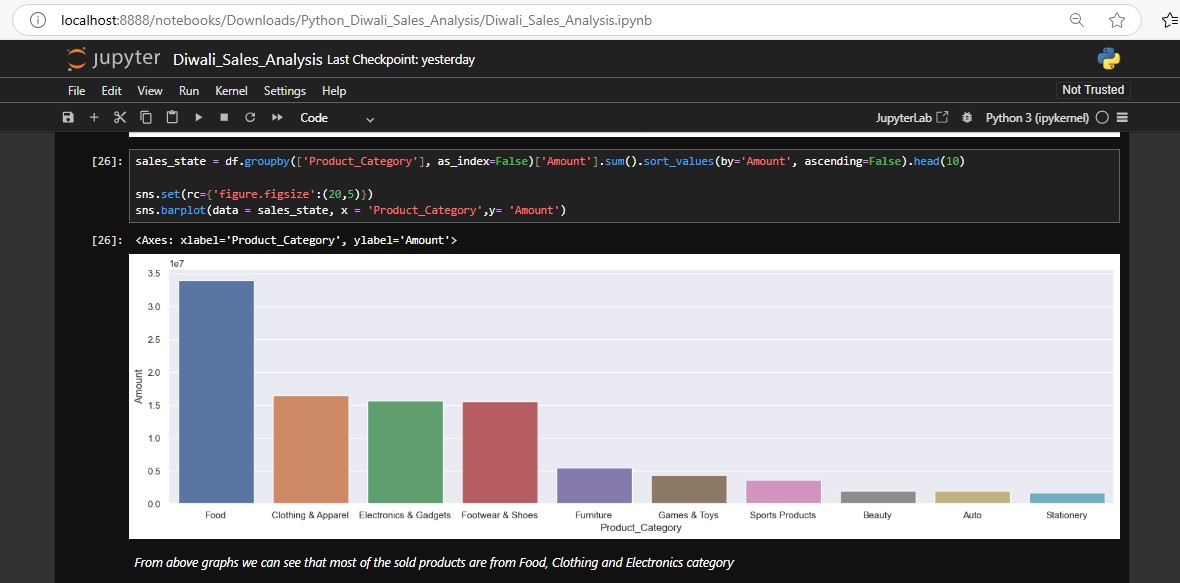 localhost:8888/notebooks/Downloads/Python_Diwali_Sales_Analysis/Diwali_Sales_Analysis.ipynb
jupyter Diwali_Sales_Analysis Last Checkpoint: yesterday
File Edit View Run Kernel Settings Help Not Trusted
Code JupyterLab Python 3 (ipykernel)
[26]: sales_state = df.groupby(['Product_Category'], as_index=False)['Amount'].sum().sort_values(by='Amount', ascending=False).head(10)
sns.set(rc={'figure.figsize':(20,5)})
sns.barplot(data = sales_state, x = 'Product_Category',y= 'Amount')
[26]: <Axes: xlabel='Product_Category', ylabel='Amount'>
1e7
3.5
3.0
2.5
2.0
1.5
1.0
0.5
0.0
Amount
Food Clothing & Apparel Electronics & Gadgets Footwear & Shoes Furniture Games & Toys Sports Products Beauty Auto Stationery
Product_Category
From above graphs we can see that most of the sold products are from Food, Clothing and Electronics category